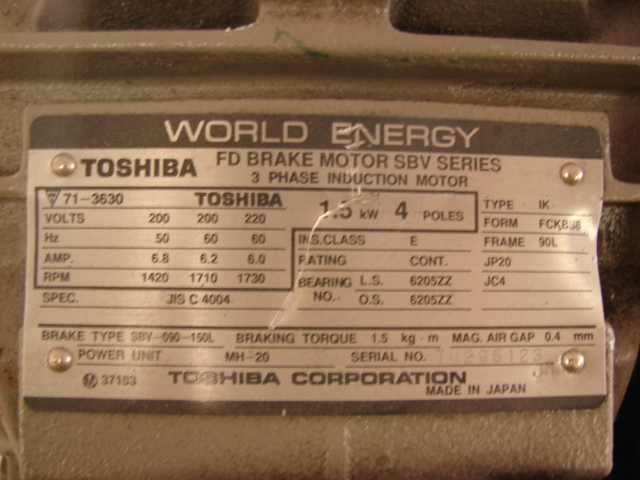 WORLD ENERGY
TOSHIBA FD BRAKE MOTOR SBV SERIES
3 PHASE INDUCTION MOTOR
71-3630 TOSHIBA 1.5 kW 4 POLES TYPE IK
VOLTS 200 200 220 FORM
Hz 50 60 60 INS.CLASS E FRAME 90L
AMP. 6.8 6.2 6.0 RATING CONT. JP20
RPM 1420 1710 1730 BEARING NO.- L.S. 6205ZZ JC4
SPEC. JIS C 4004 O.S. 6205ZZ
BRAKE TYPE SBV-090-150L BRAKING TORQUE 1.5 kg·m MAG. AIR GAP 0.4 mm
POWER UNIT MH-20 SERIAL NO.
M 37153 TOSHIBA CORPORATION
MADE IN JAPAN